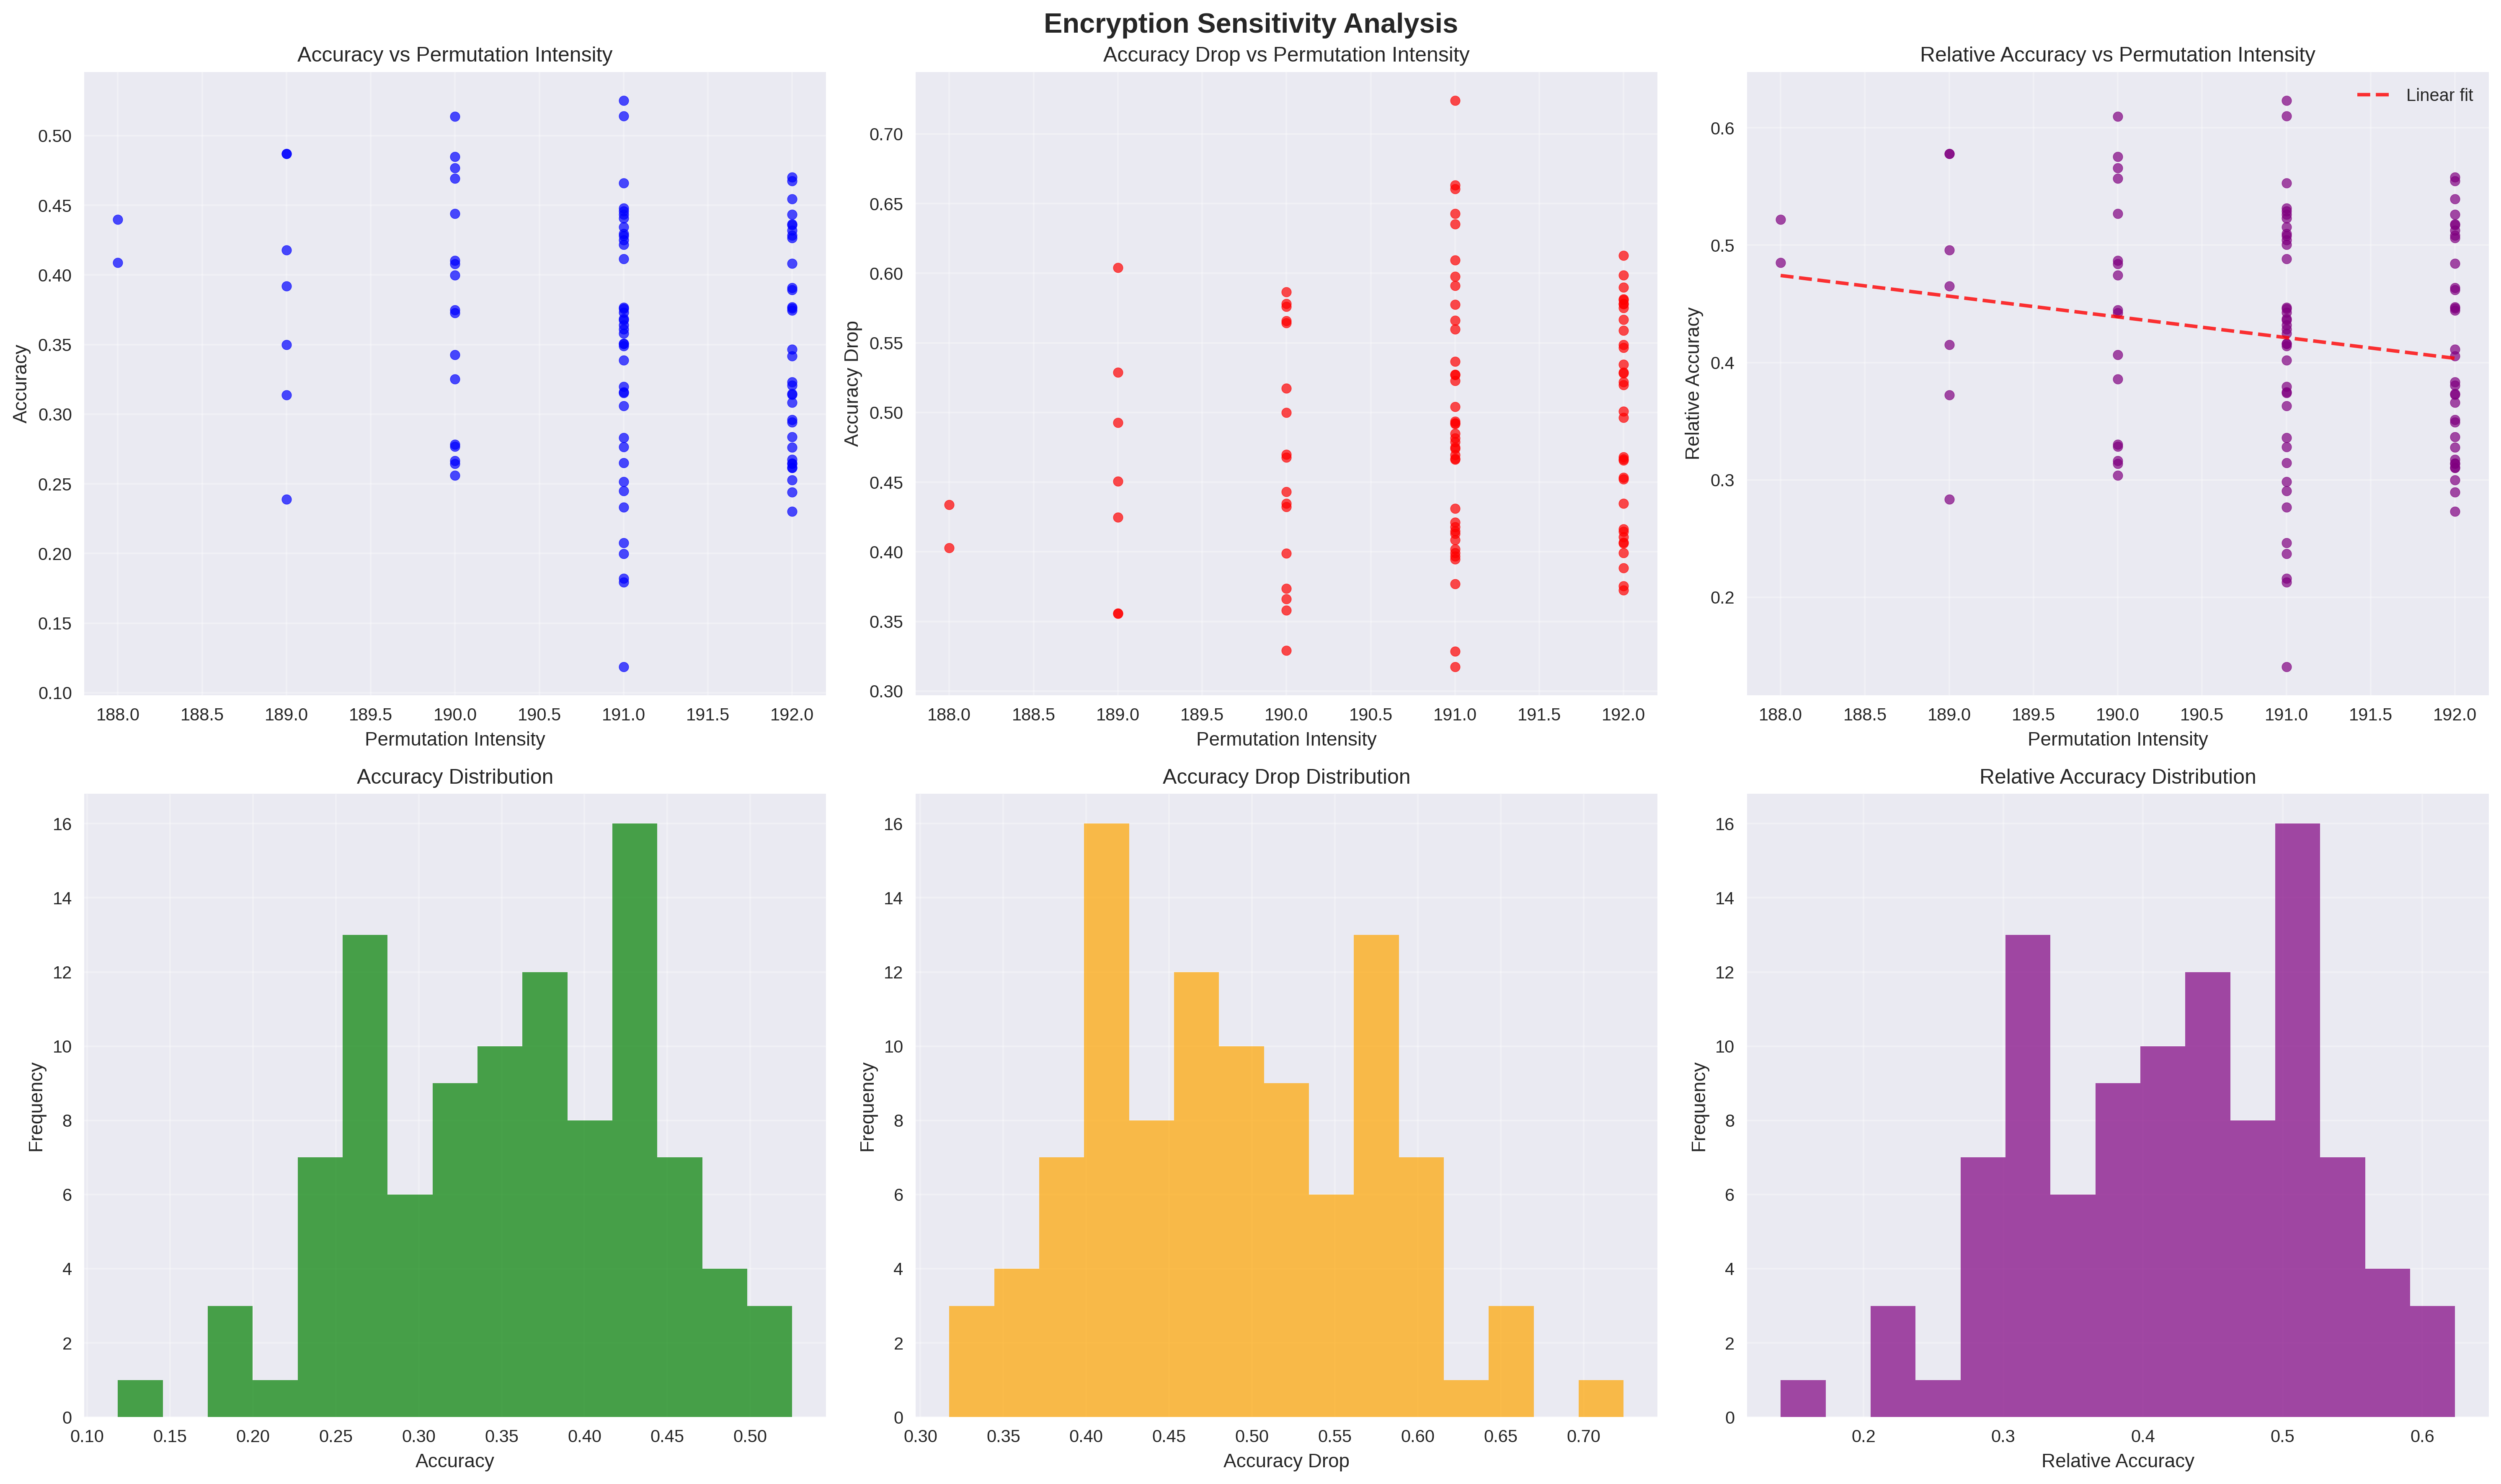 Encryption Sensitivity Analysis
Accuracy vs Permutation Intensity
Accuracy
0.50
0.45
0.40
0.35
0.30
0.25
0.20
0.15
0.10
188.0 188.5 189.0 189.5 190.0 190.5 191.0 191.5 192.0
Permutation Intensity
Accuracy Drop vs Permutation Intensity
Accuracy Drop
0.70
0.65
0.60
0.55
0.50
0.45
0.40
0.35
0.30
188.0 188.5 189.0 189.5 190.0 190.5 191.0 191.5 192.0
Permutation Intensity
Relative Accuracy vs Permutation Intensity
Linear fit
Relative Accuracy
0.6
0.5
0.4
0.3
0.2
188.0 188.5 189.0 189.5 190.0 190.5 191.0 191.5 192.0
Permutation Intensity
Accuracy Distribution
Frequency
16
14
12
10
8
6
4
2
0
0.10 0.15 0.20 0.25 0.30 0.35 0.40 0.45 0.50
Accuracy
Accuracy Drop Distribution
Frequency
16
14
12
10
8
6
4
2
0
0.30 0.35 0.40 0.45 0.50 0.55 0.60 0.65 0.70
Accuracy Drop
Relative Accuracy Distribution
Frequency
16
14
12
10
8
6
4
2
0
0.2 0.3 0.4 0.5 0.6
Relative Accuracy